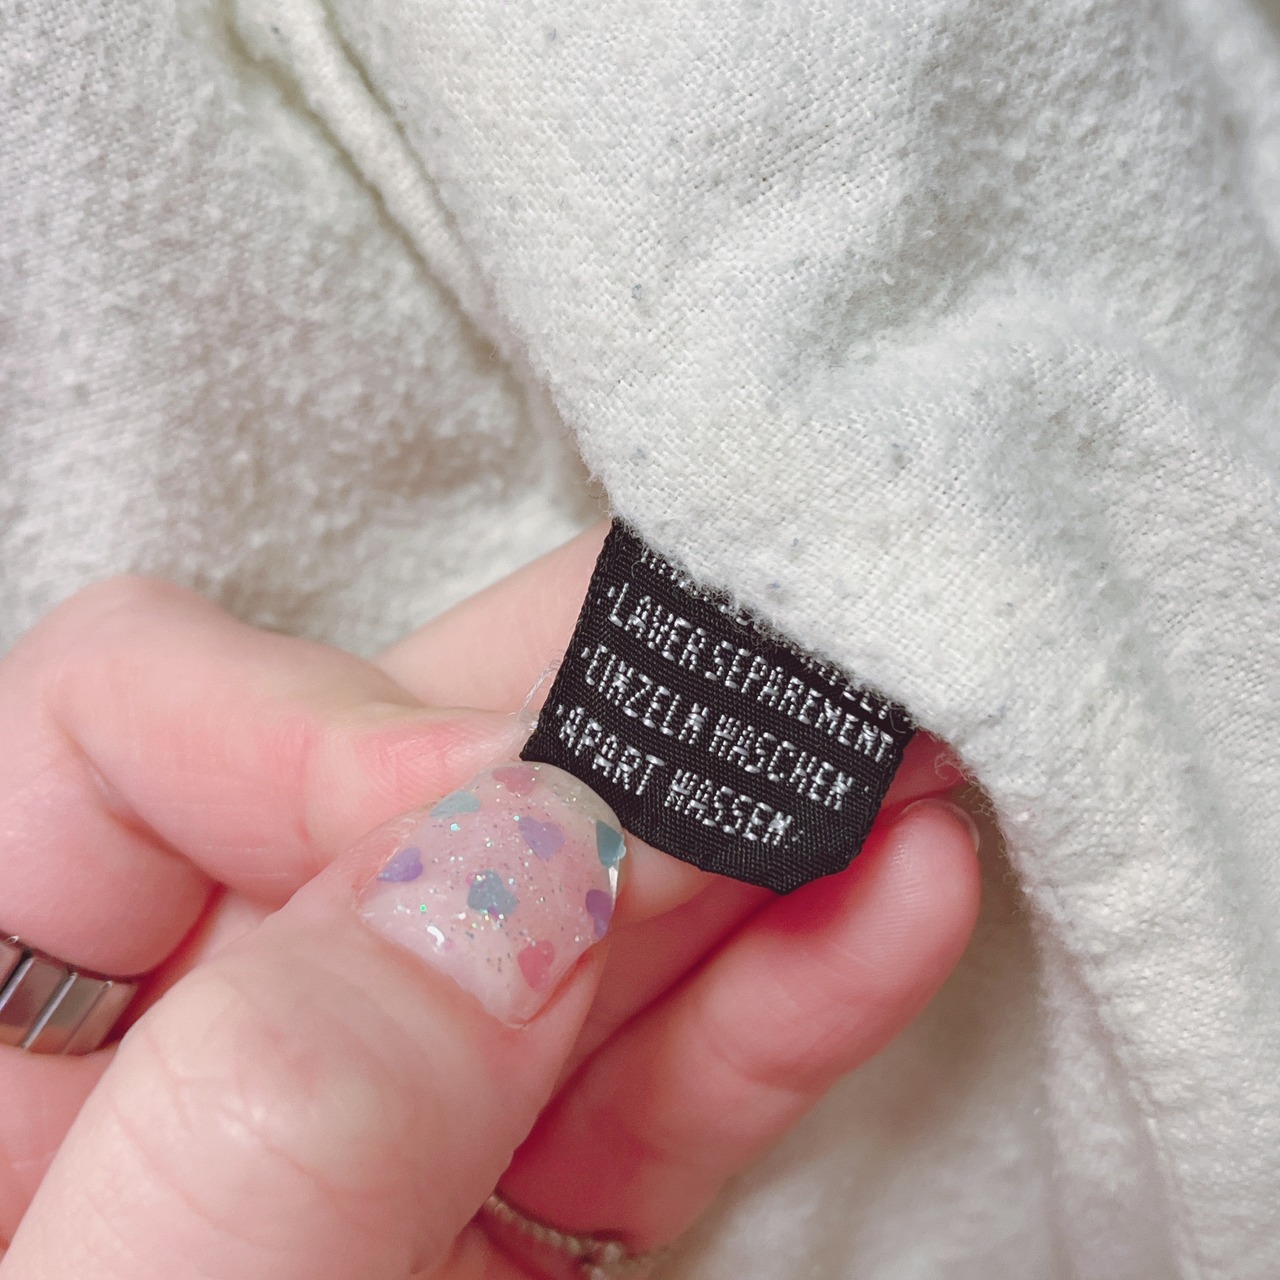 ·LAVER SEPAREMENT
·EINZELN WASCHEN·
·APART WASSEN·